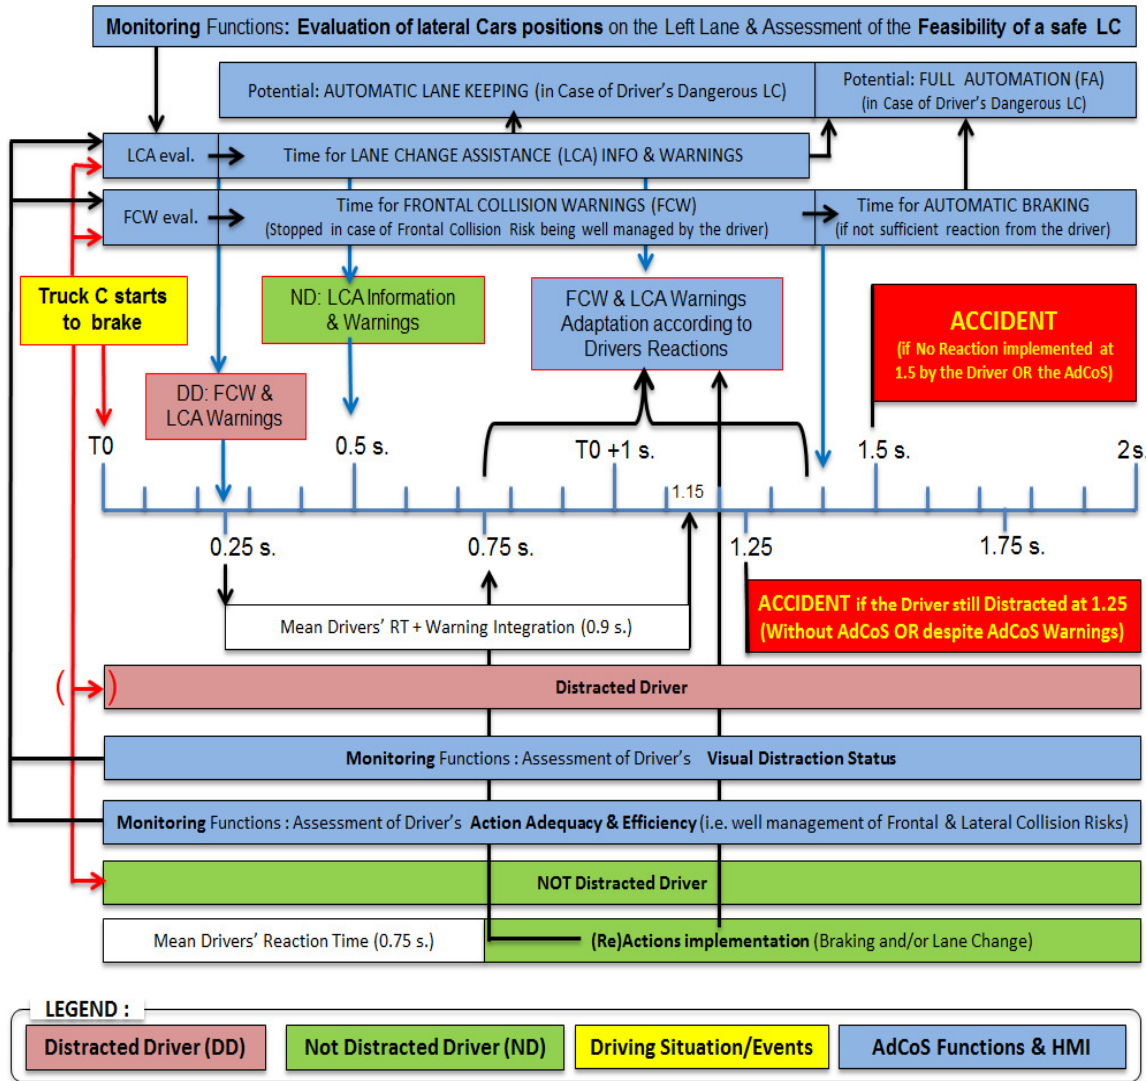 Monitoring Functions: Evaluation of lateral Cars positions on the Left Lane & Assessment of the Feasibility of a safe LC
Potential: AUTOMATIC LANE KEEPING (in Case of Driver's Dangerous LC)
Potential: FULL AUTOMATION (FA)
(in Case of Driver's Dangerous LC)
LCA eval.
Time for LANE CHANGE ASSISTANCE (LCA) INFO & WARNINGS
FCW eval.
Time for FRONTAL COLLISION WARNINGS (FCW)
(Stopped in case of Frontal Collision Risk being well managed by the driver)
Time for AUTOMATIC BRAKING
(if not sufficient reaction from the driver)
Truck C starts
to brake
ND: LCA Information
& Warnings
FCW & LCA Warnings
Adaptation according to
Drivers Reactions
ACCIDENT
(if No Reaction implemented at
1.5 by the Driver OR the AdCoS)
DD: FCW &
LCA Warnings
T0
0.5 s.
T0 +1 s.
1.5 s.
2s.
1.15
0.25 s.
0.75 s.
1.25
1.75 s.
Mean Drivers' RT + Warning Integration (0.9 s.)
ACCIDENT if the Driver still Distracted at 1.25
(Without AdCoS OR despite AdCoS Warnings)
( )
Distracted Driver
Monitoring Functions : Assessment of Driver's Visual Distraction Status
Monitoring Functions : Assessment of Driver's Action Adequacy & Efficiency (i.e. well management of Frontal & Lateral Collision Risks)
NOT Distracted Driver
Mean Drivers' Reaction Time (0.75 s.)
(Re)Actions implementation (Braking and/or Lane Change)
LEGEND :
Distracted Driver (DD)
Not Distracted Driver (ND)
Driving Situation/Events
AdCoS Functions & HMI